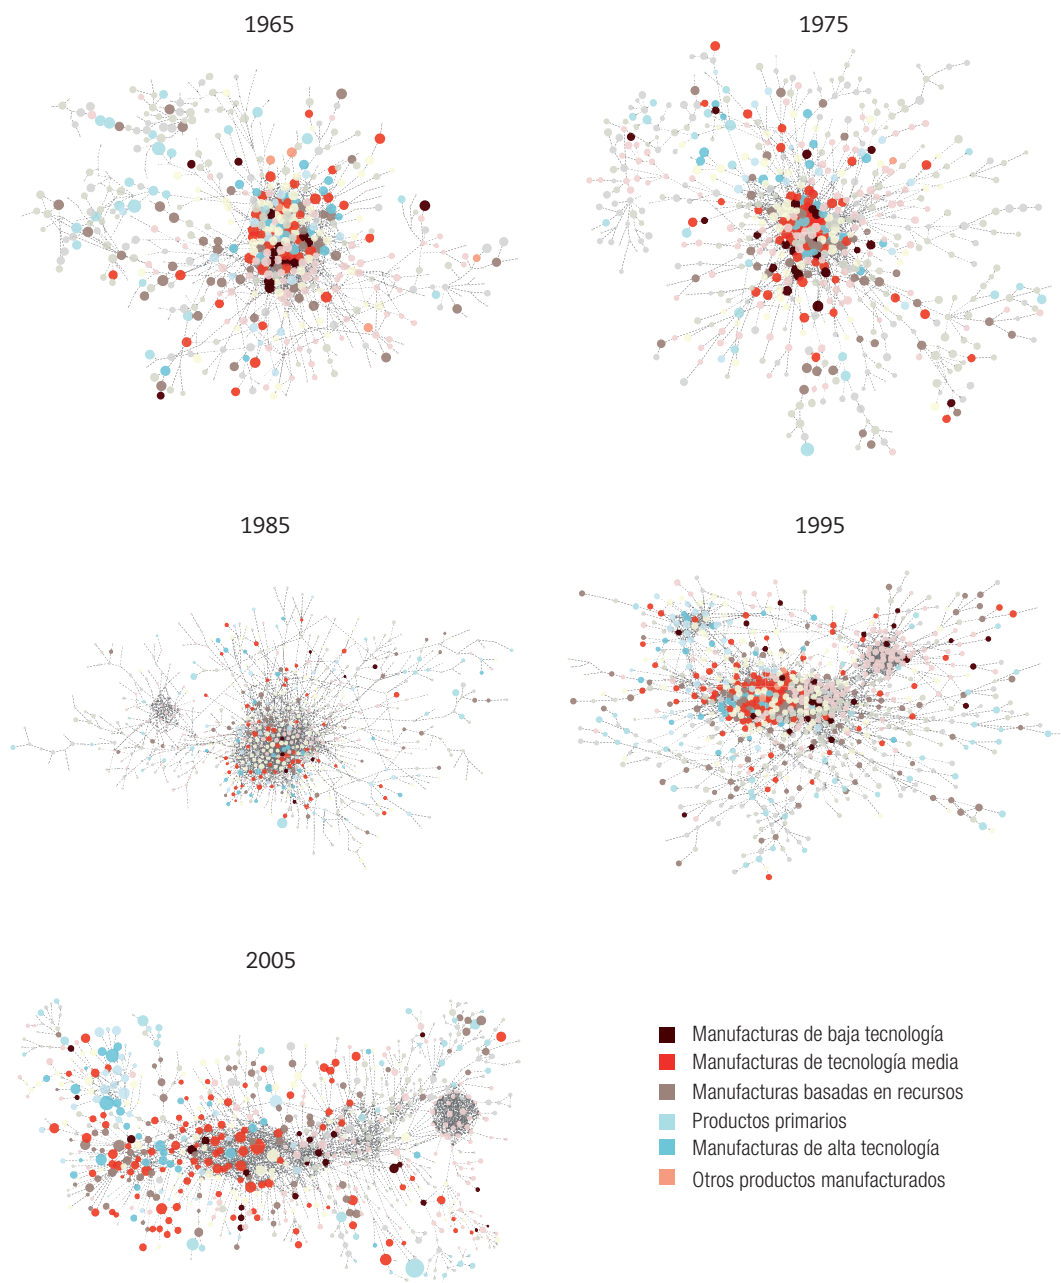 1965
1975
1985
1995
2005
Manufacturas de baja tecnología
Manufacturas de tecnología media
Manufacturas basadas en recursos
Productos primarios
Manufacturas de alta tecnología
Otros productos manufacturados